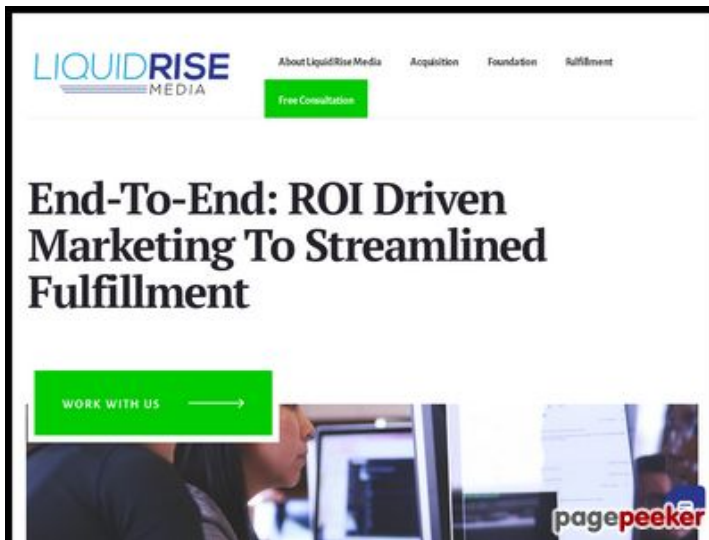 LIQUIDRISE
MEDIA
About LiquidRise Media Acquisition Foundation Fulfillment
Free Consultation
End-To-End: ROI Driven
Marketing To Streamlined
Fulfillment
WORK WITH US
pagepeeker